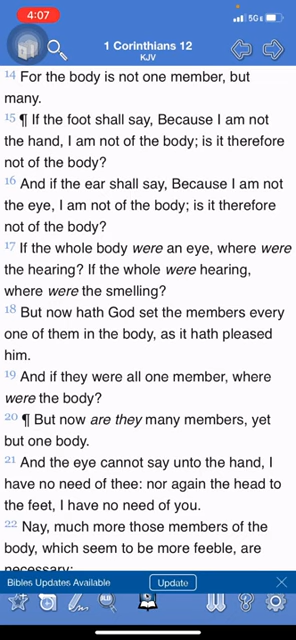 4:07
5G
1 Corinthians 12
KJV
14 For the body is not one member, but
many.
15 ¶ If the foot shall say, Because I am not
the hand, I am not of the body; is it therefore
not of the body?
16 And if the ear shall say, Because I am not
the eye, I am not of the body; is it therefore
not of the body?
17 If the whole body were an eye, where were
the hearing? If the whole were hearing,
where were the smelling?
18 But now hath God set the members every
one of them in the body, as it hath pleased
him.
19 And if they were all one member, where
were the body?
20 ¶ But now are they many members, yet
but one body.
21 And the eye cannot say unto the hand, I
have no need of thee: nor again the head to
the feet, I have no need of you.
22 Nay, much more those members of the
body, which seem to be more feeble, are
necessary:
Bibles Updates Available
Update